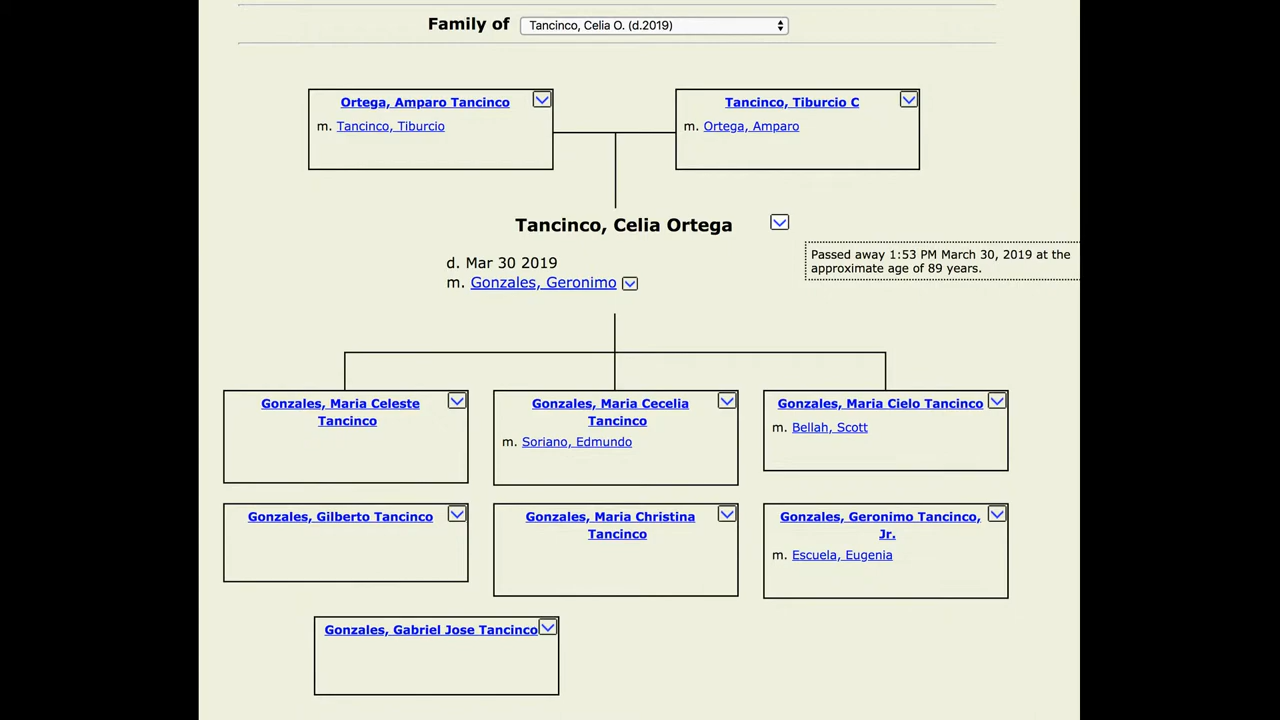 Family of Tancinco, Celia O. (d.2019)
Ortega, Amparo Tancinco
m. Tancinco, Tiburcio
Tancinco, Tiburcio C
m. Ortega, Amparo
Tancinco, Celia Ortega
d. Mar 30 2019
m. Gonzales, Geronimo
Passed away 1:53 PM March 30, 2019 at the
approximate age of 89 years.
Gonzales, Maria Celeste
Tancinco
Gonzales, Maria Cecelia
Tancinco
m. Soriano, Edmundo
Gonzales, Maria Cielo Tancinco
m. Bellah, Scott
Gonzales, Gilberto Tancinco
Gonzales, Maria Christina
Tancinco
Gonzales, Geronimo Tancinco,
Jr.
m. Escuela, Eugenia
Gonzales, Gabriel Jose Tancinco